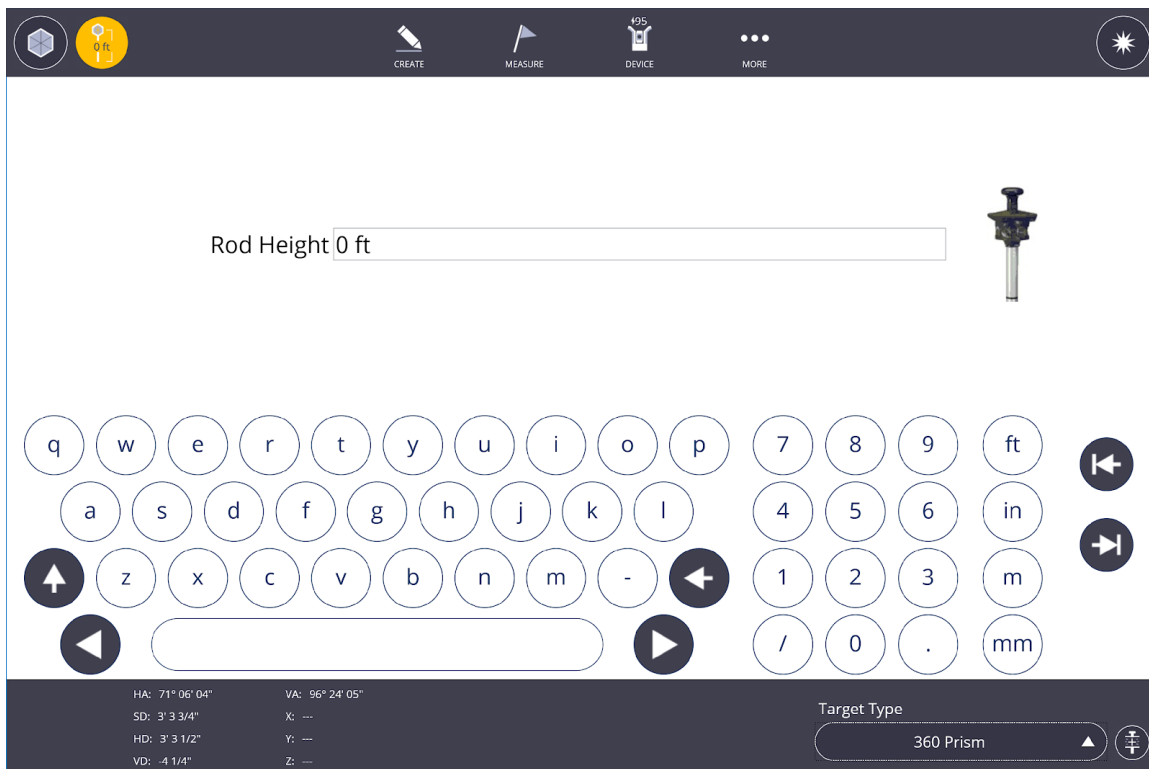 0 ft
95
CREATE
MEASURE
DEVICE
MORE
Rod Height 0 ft
q w e r t y u i o p 7 8 9 ft
a s d f g h j k l 4 5 6 in
z x c v b n m - 1 2 3 m
/ 0 . mm
HA: 71° 06' 04" VA: 96° 24' 05"
SD: 3' 3 3/4" X: ---
HD: 3' 3 1/2" Y: ---
VD: -4 1/4" Z: ---
Target Type
360 Prism